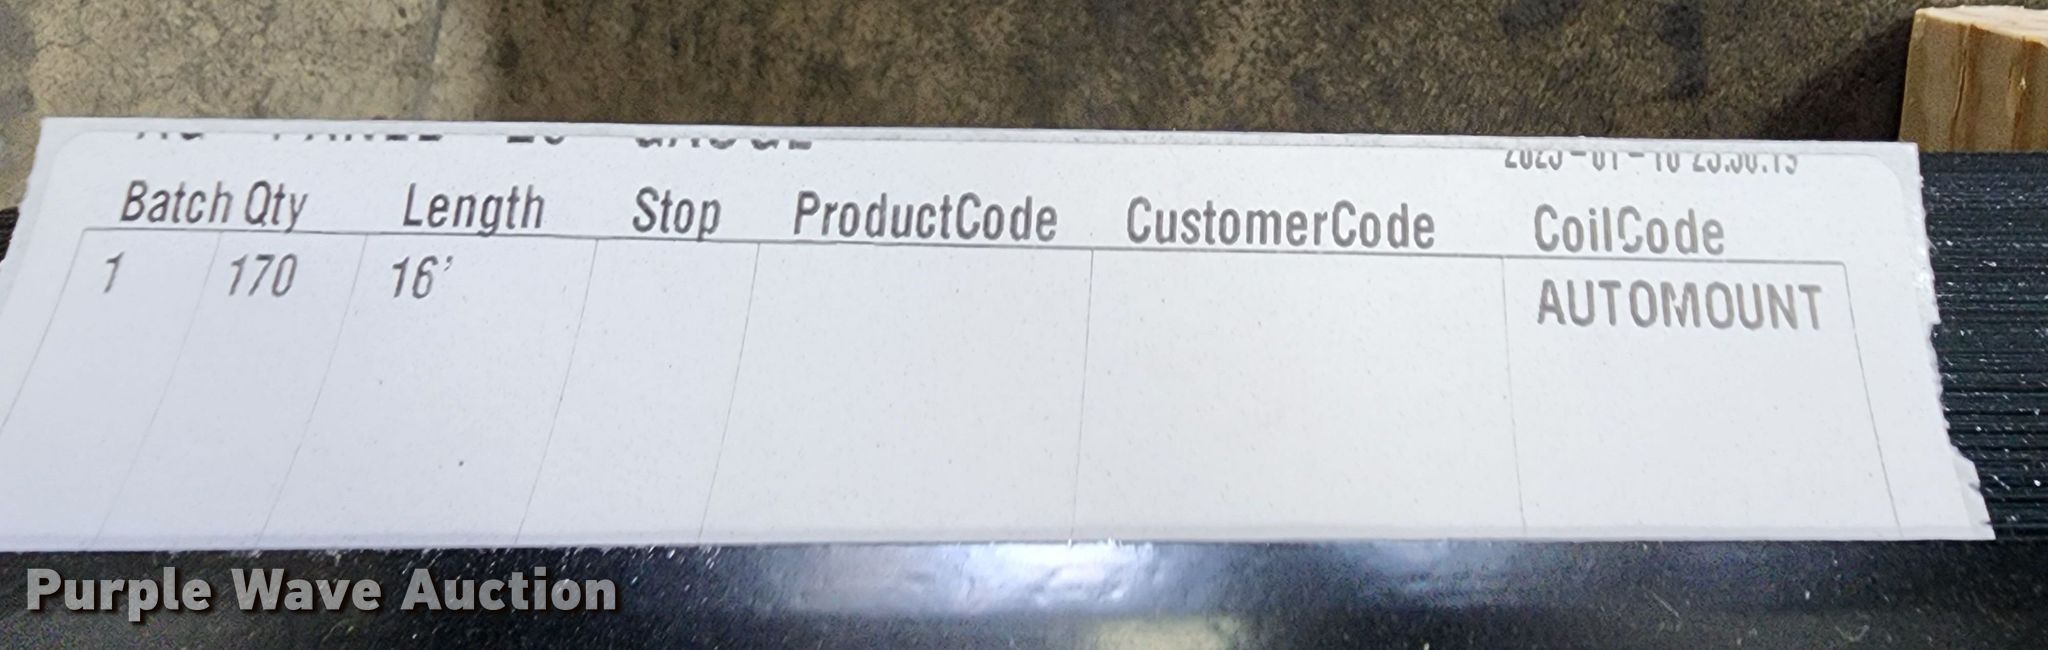 Batch Qty Length Stop ProductCode CustomerCode CoilCode
1 170 16' AUTOMOUNT
Purple Wave Auction